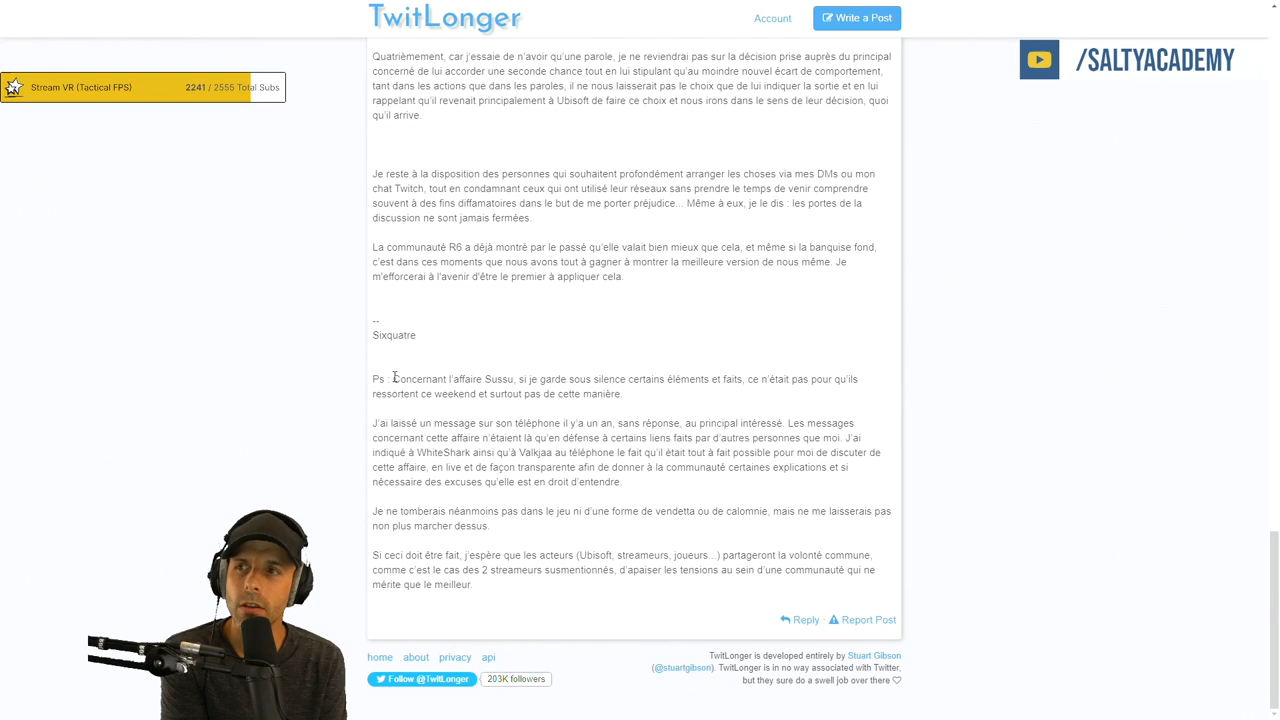 TwitLonger
Account
Write a Post
/SALTYACADEMY
Stream VR (Tactical FPS)
2241 / 2555 Total Subs
Quatrièmement, car j'essaie de n'avoir qu'une parole, je ne reviendrai pas sur la décision prise auprès du principal
concerné de lui accorder une seconde chance tout en lui stipulant qu'au moindre nouvel écart de comportement,
tant dans les actions que dans les paroles, il ne nous laisserait pas le choix que de lui indiquer la sortie et en lui
rappelant qu'il revenait principalement à Ubisoft de faire ce choix et nous irons dans le sens de leur décision, quoi
qu'il arrive.
Je reste à la disposition des personnes qui souhaitent profondément arranger les choses via mes DMs ou mon
chat Twitch, tout en condamnant ceux qui ont utilisé leur réseaux sans prendre le temps de venir comprendre
souvent à des fins diffamatoires dans le but de me porter préjudice... Même à eux, je le dis : les portes de la
discussion ne sont jamais fermées.
La communauté R6 a déjà montré par le passé qu'elle valait bien mieux que cela, et même si la banquise fond,
c'est dans ces moments que nous avons tout à gagner à montrer la meilleure version de nous même. Je
m'efforcerai à l'avenir d'être le premier à appliquer cela.
--
Sixquatre
Ps : Concernant l'affaire Sussu, si je garde sous silence certains éléments et faits, ce n'était pas pour qu'ils
ressortent ce weekend et surtout pas de cette manière.
J'ai laissé un message sur son téléphone il y'a un an, sans réponse, au principal intéressé. Les messages
concernant cette affaire n'étaient là qu'en défense à certains liens faits par d'autres personnes que moi. J'ai
indiqué à WhiteShark ainsi qu'à Valkjaa au téléphone le fait qu'il était tout à fait possible pour moi de discuter de
cette affaire, en live et de façon transparente afin de donner à la communauté certaines explications et si
nécessaire des excuses qu'elle est en droit d'entendre.
Je ne tomberais néanmoins pas dans le jeu ni d'une forme de vendetta ou de calomnie, mais ne me laisserais pas
non plus marcher dessus.
Si ceci doit être fait, j'espère que les acteurs (Ubisoft, streameurs, joueurs...) partageront la volonté commune,
comme c'est le cas des 2 streameurs susmentionnés, d'apaiser les tensions au sein d'une communauté qui ne
mérite que le meilleur.
Reply · Report Post
home about privacy api
Follow @TwitLonger 203K followers
TwitLonger is developed entirely by Stuart Gibson
(@stuartgibson). TwitLonger is in no way associated with Twitter,
but they sure do a swell job over there